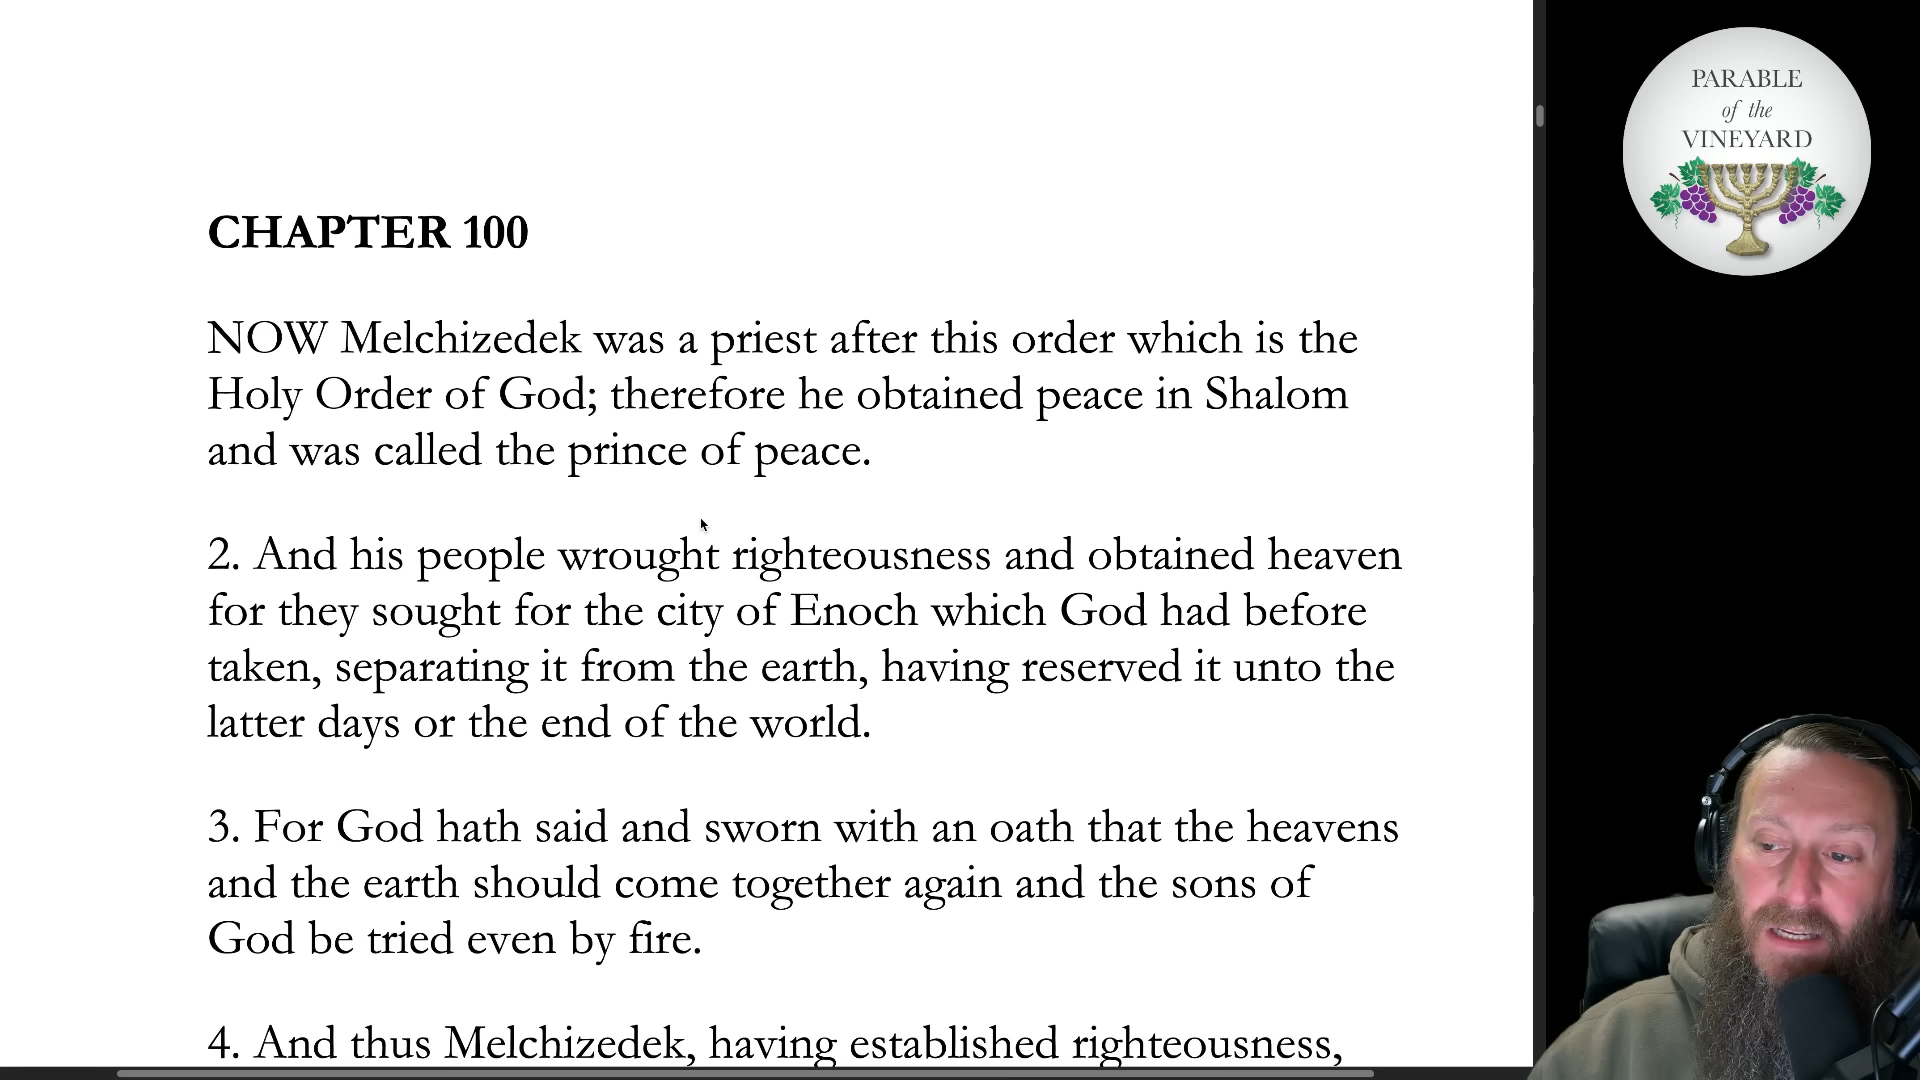 CHAPTER 100
NOW Melchizedek was a priest after this order which is the
Holy Order of God; therefore he obtained peace in Shalom
and was called the prince of peace.
2. And his people wrought righteousness and obtained heaven
for they sought for the city of Enoch which God had before
taken, separating it from the earth, having reserved it unto the
latter days or the end of the world.
3. For God hath said and sworn with an oath that the heavens
and the earth should come together again and the sons of
God be tried even by fire.
4. And thus Melchizedek, having established righteousness,
PARABLE
of the
VINEYARD